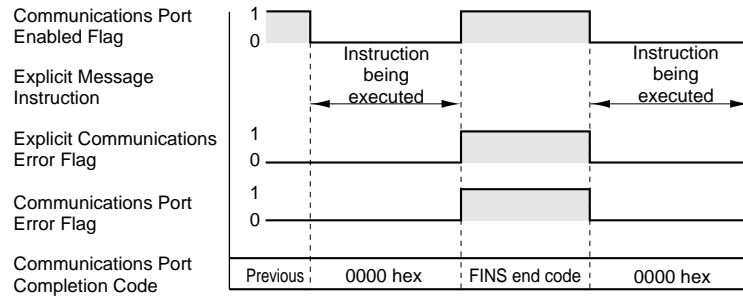 Communications Port
Enabled Flag
1
0
Instruction
being
executed
Instruction
being
executed
Explicit Message
Instruction
Explicit Communications
Error Flag
1
0
Communications Port
Error Flag
1
0
Communications Port
Completion Code
Previous
0000 hex
FINS end code
0000 hex